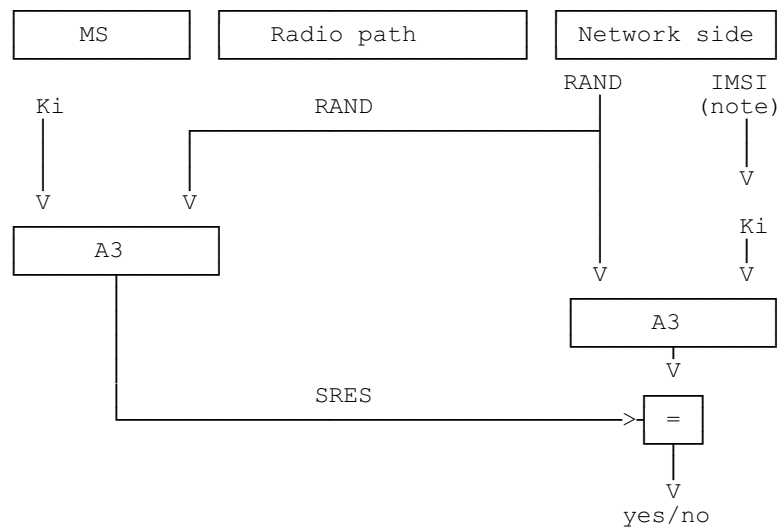 MS Radio path Network side
RAND IMSI
Ki RAND (note)
V V V
Ki
A3
V V
A3
V
SRES
> =
V
yes/no